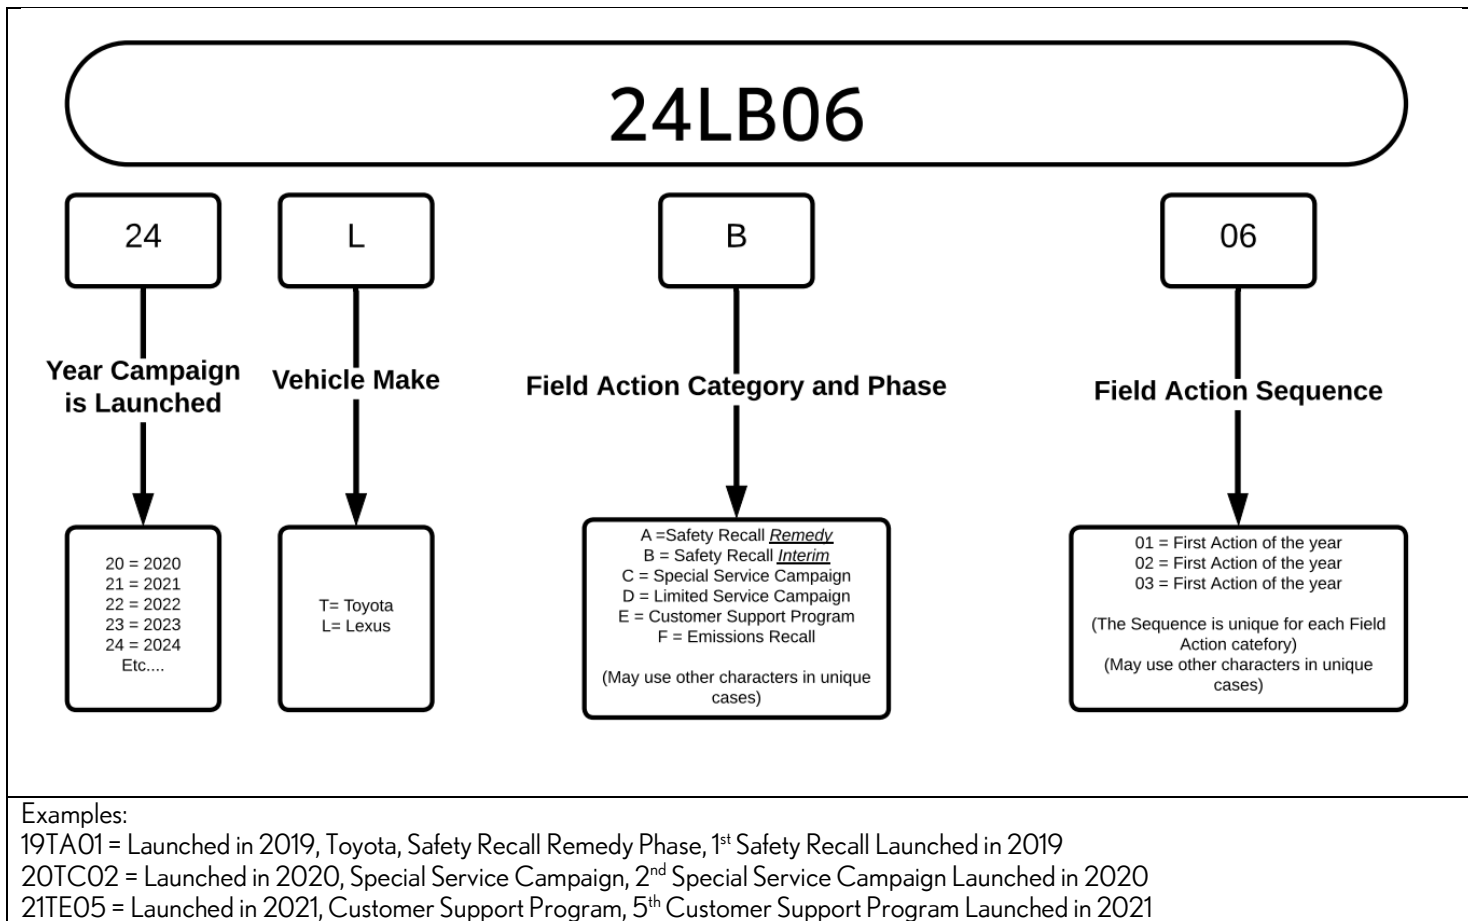 24LB06
24
L
B
06
Year Campaign
is Launched
Vehicle Make
Field Action Category and Phase
Field Action Sequence
20 = 2020
21 = 2021
22 = 2022
23 = 2023
24 = 2024
Etc....
T= Toyota
L= Lexus
A =Safety Recall Remedy
B = Safety Recall Interim
C = Special Service Campaign
D = Limited Service Campaign
E = Customer Support Program
F = Emissions Recall
(May use other characters in unique
cases)
01 = First Action of the year
02 = First Action of the year
03 = First Action of the year
(The Sequence is unique for each Field
Action catefory)
(May use other characters in unique
cases)
Examples:
19TA01 = Launched in 2019, Toyota, Safety Recall Remedy Phase, 1st Safety Recall Launched in 2019
20TC02 = Launched in 2020, Special Service Campaign, 2nd Special Service Campaign Launched in 2020
21TE05 = Launched in 2021, Customer Support Program, 5th Customer Support Program Launched in 2021